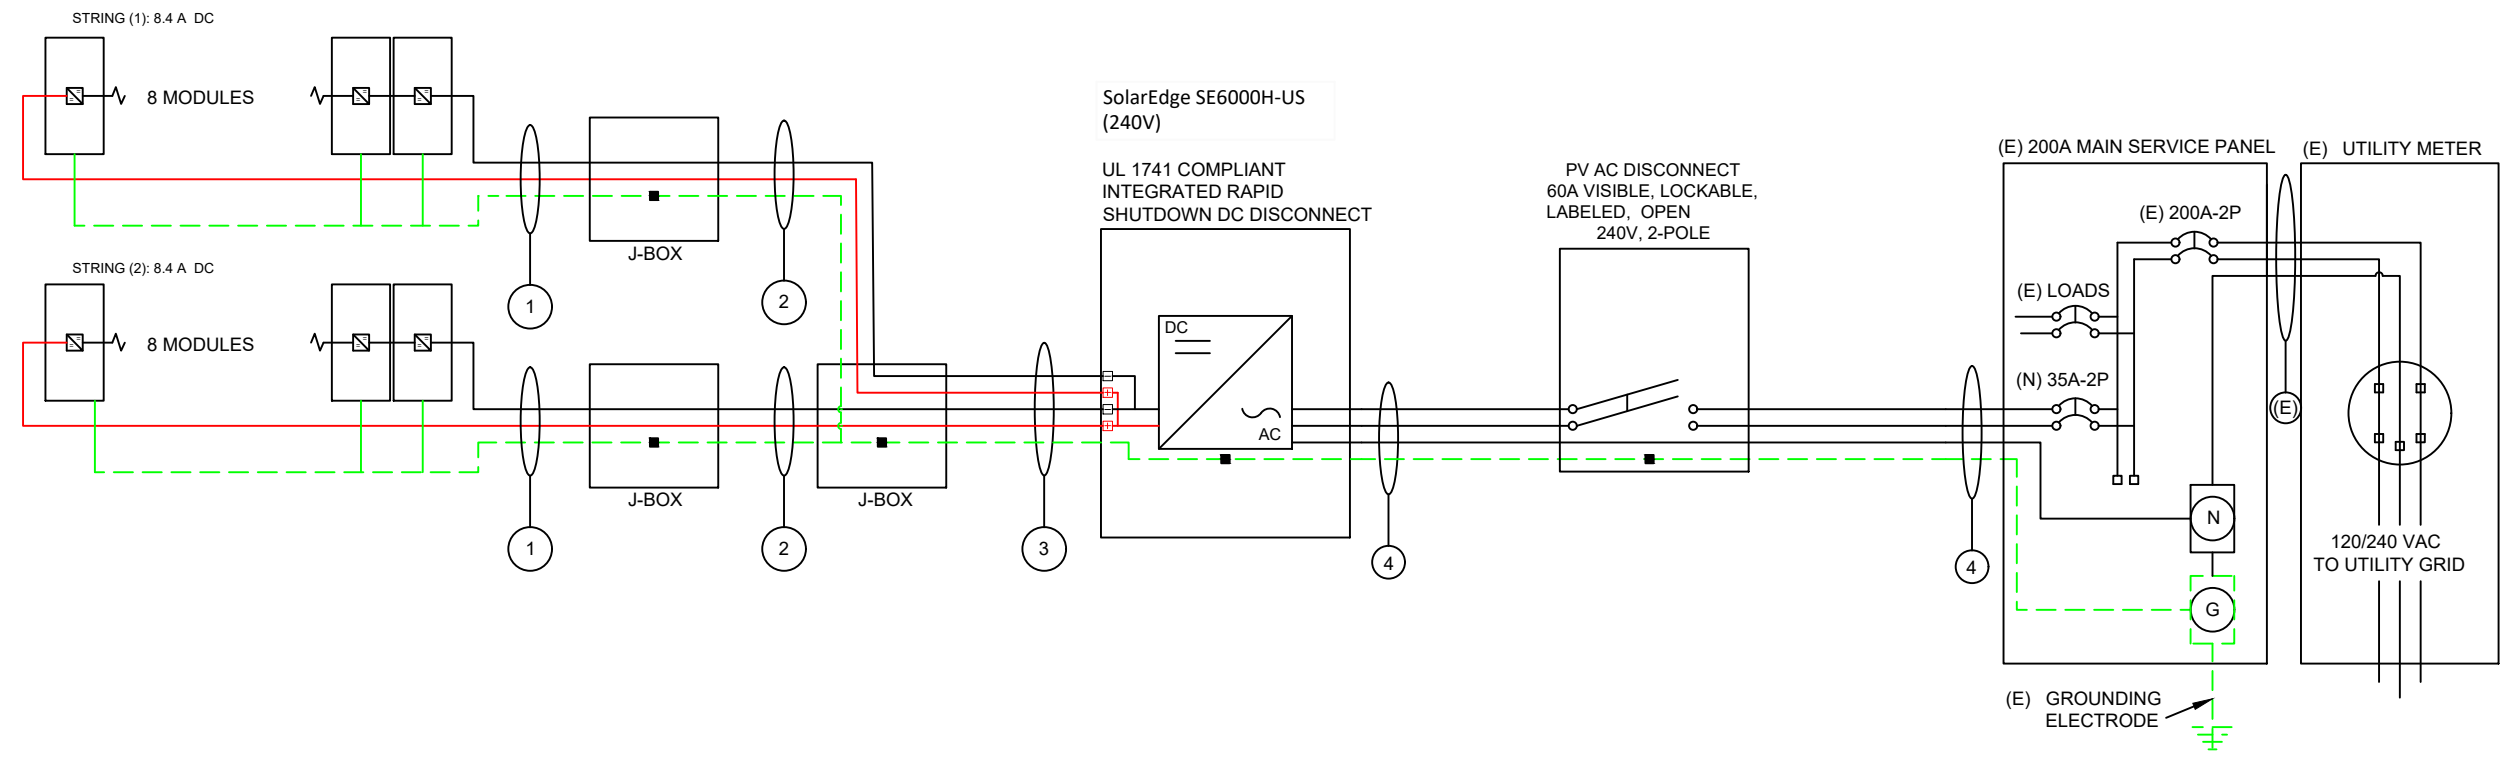 STRING (1): 8.4 A  DC
8 MODULES
J-BOX
1
2
STRING (2): 8.4 A  DC
8 MODULES
J-BOX
J-BOX
1
2
3
SolarEdge SE6000H-US
(240V)
UL 1741 COMPLIANT
INTEGRATED RAPID
SHUTDOWN DC DISCONNECT
DC
AC
4
PV AC DISCONNECT
60A VISIBLE, LOCKABLE,
LABELED,  OPEN
240V, 2-POLE
4
(E) 200A MAIN SERVICE PANEL
(E) 200A-2P
(E) LOADS
(N) 35A-2P
N
G
(E)   GROUNDING
ELECTRODE
(E)
(E)   UTILITY METER
120/240 VAC
TO UTILITY GRID